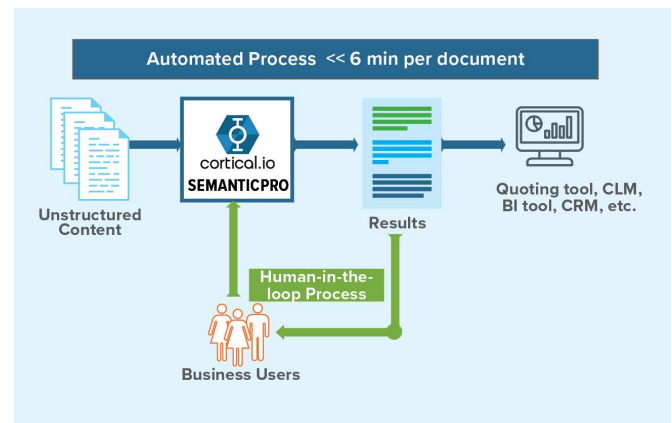 Automated Process << 6 min per document
cortical.io
SEMANTICPRO
Unstructured
Content
Results
Quoting tool, CLM,
BI tool, CRM, etc.
Human-in-the-
loop Process
Business Users